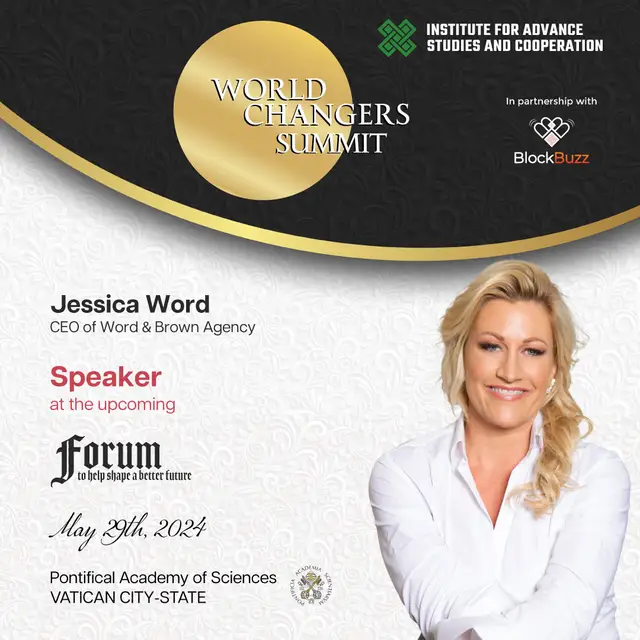 INSTITUTE FOR ADVANCE
STUDIES AND COOPERATION
WORLD
CHANGERS
SUMMIT
In partnership with
BlockBuzz
Jessica Word
CEO of Word & Brown Agency
Speaker
at the upcoming
Forum
to help shape a better future
May 29th, 2024
Pontifical Academy of Sciences
VATICAN CITY-STATE